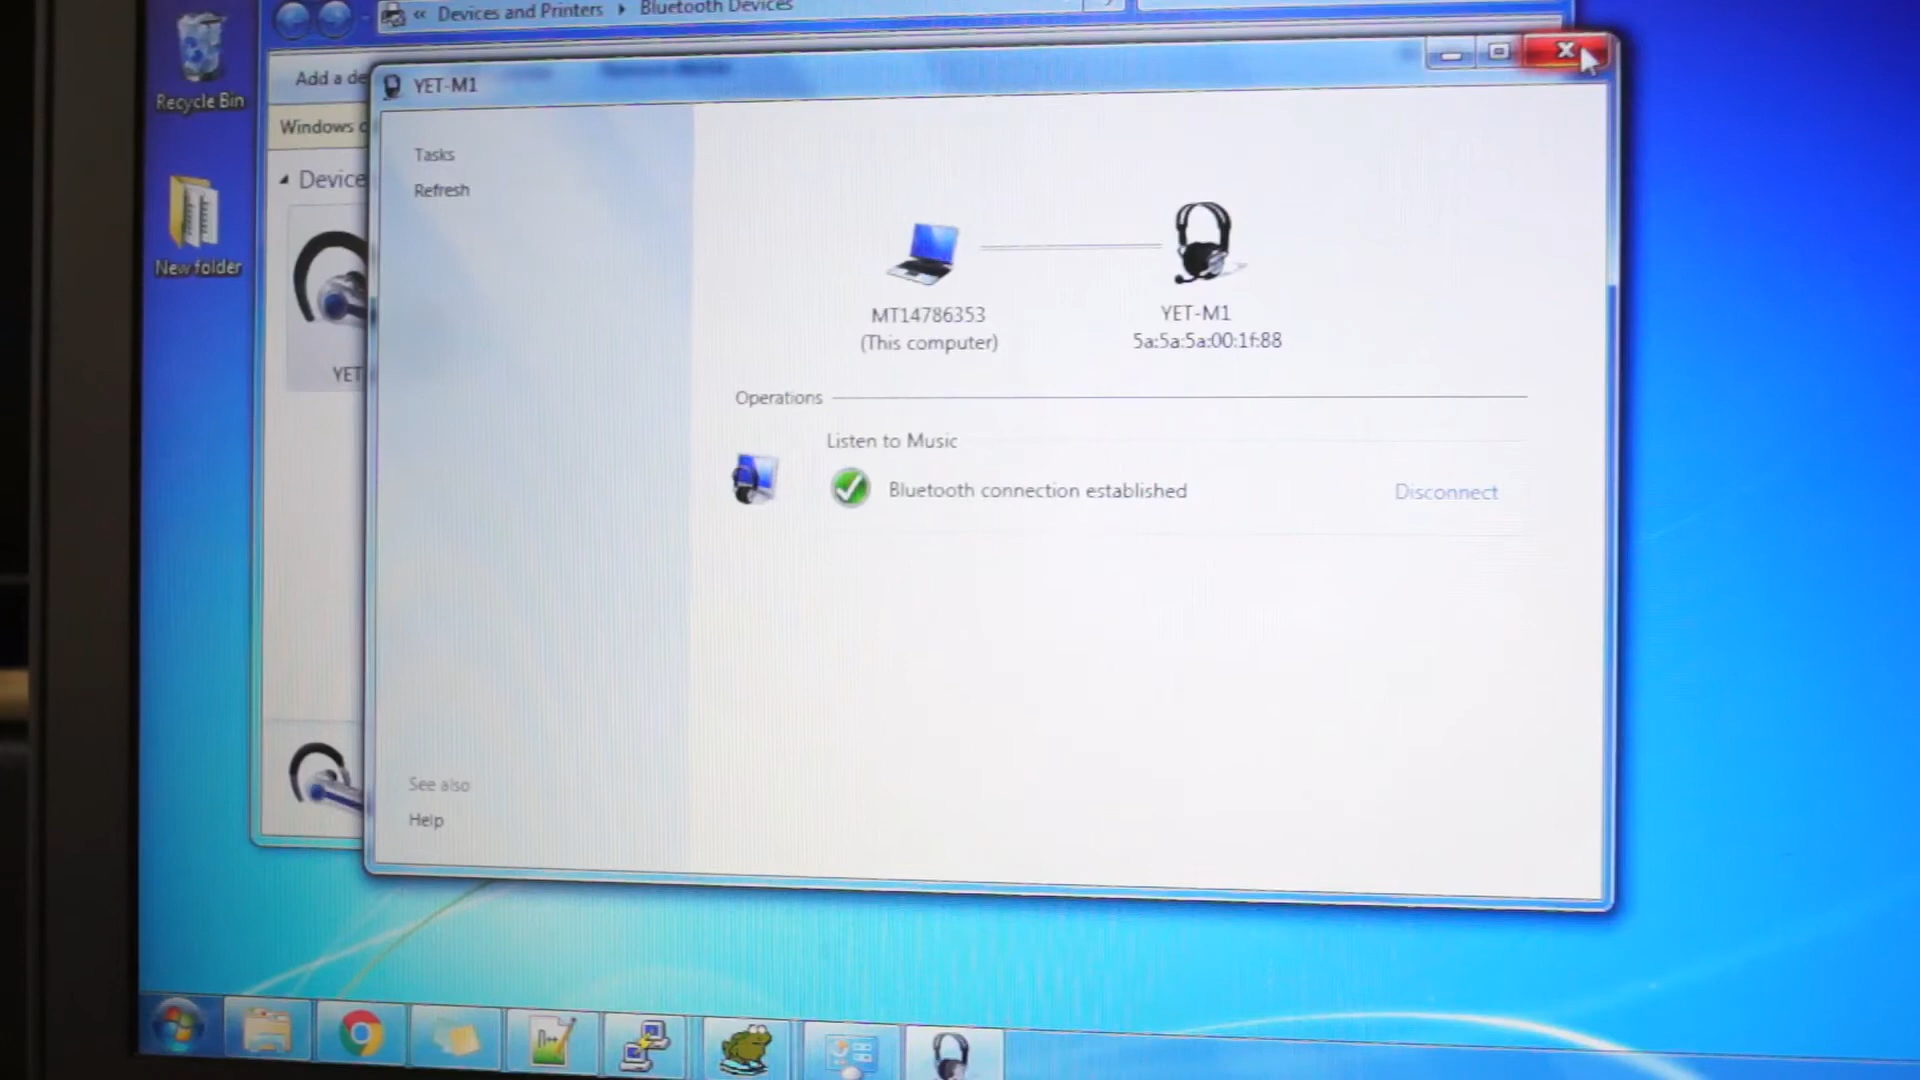 « Devices and Printers ▸ Bluetooth Devices
Recycle Bin
Add a de
YET-M1
Windows c
Tasks
Device
Refresh
New folder
MT14786353
(This computer)
YET-M1
5a:5a:5a:00:1f:88
YET
Operations
Listen to Music
Bluetooth connection established
Disconnect
See also
Help